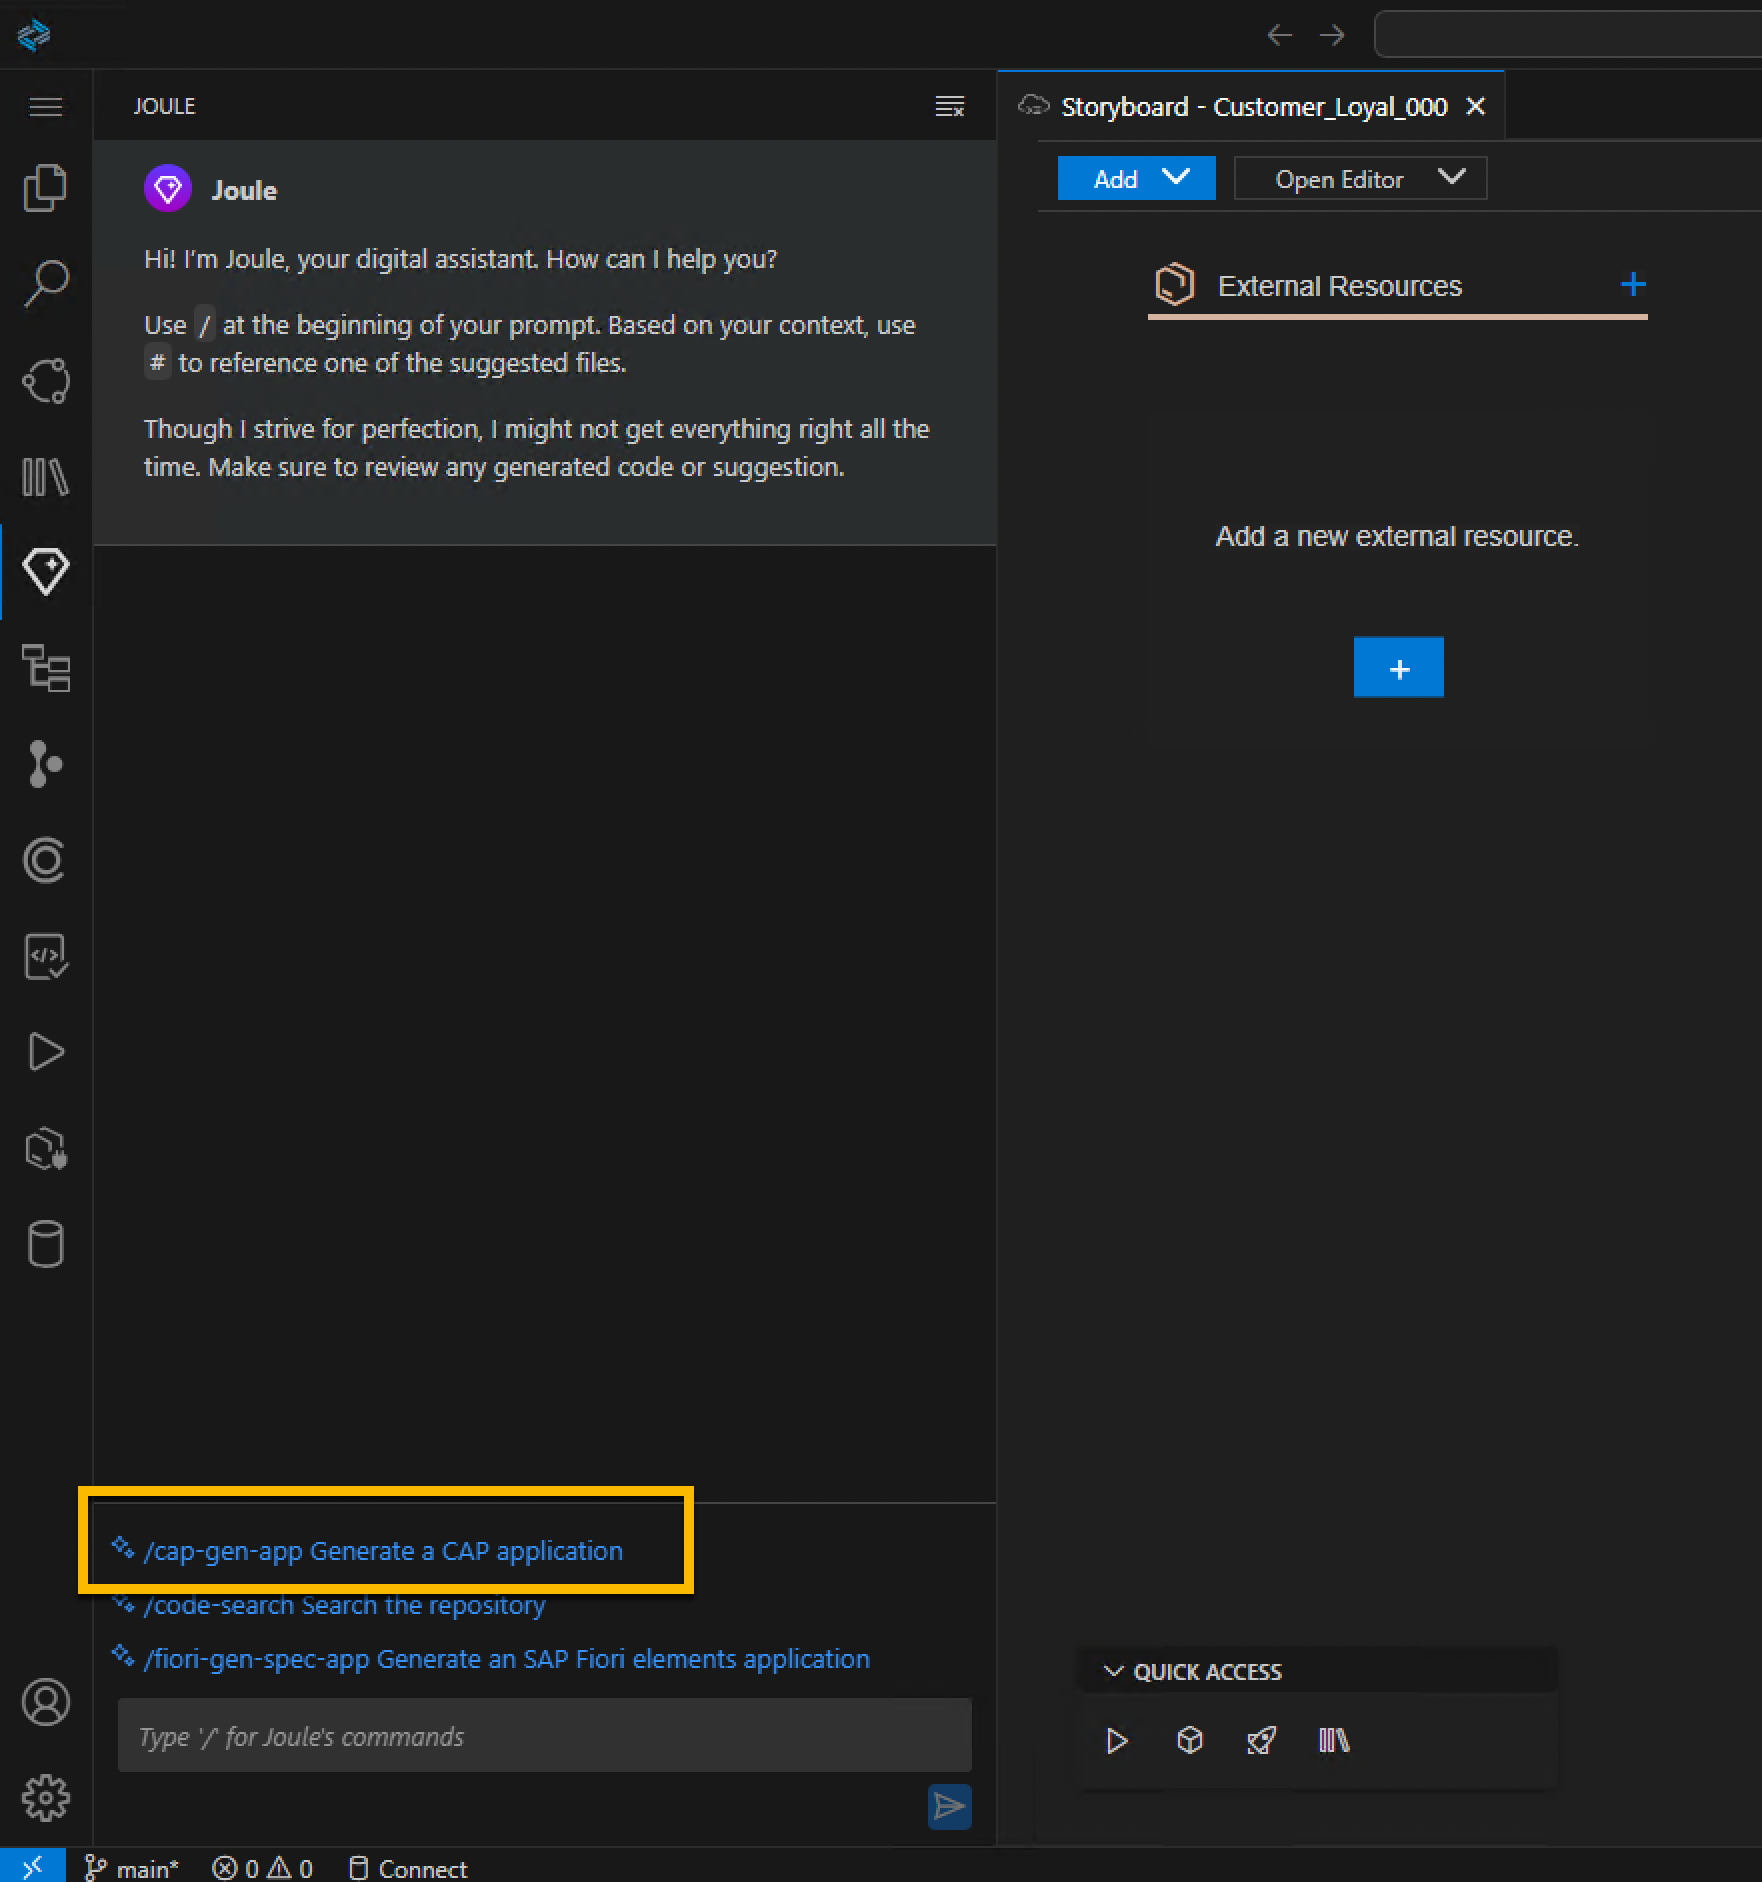 JOULE
Joule
Hi! I'm Joule, your digital assistant. How can I help you?
Use / at the beginning of your prompt. Based on your context, use
# to reference one of the suggested files.
Though I strive for perfection, I might not get everything right all the
time. Make sure to review any generated code or suggestion.
/cap-gen-app Generate a CAP application
/code-search Search the repository
/fiori-gen-spec-app Generate an SAP Fiori elements application
Type '/' for Joule's commands
Storyboard - Customer_Loyal_000
Add
Open Editor
External Resources
Add a new external resource.
QUICK ACCESS
main* 0 0 Connect